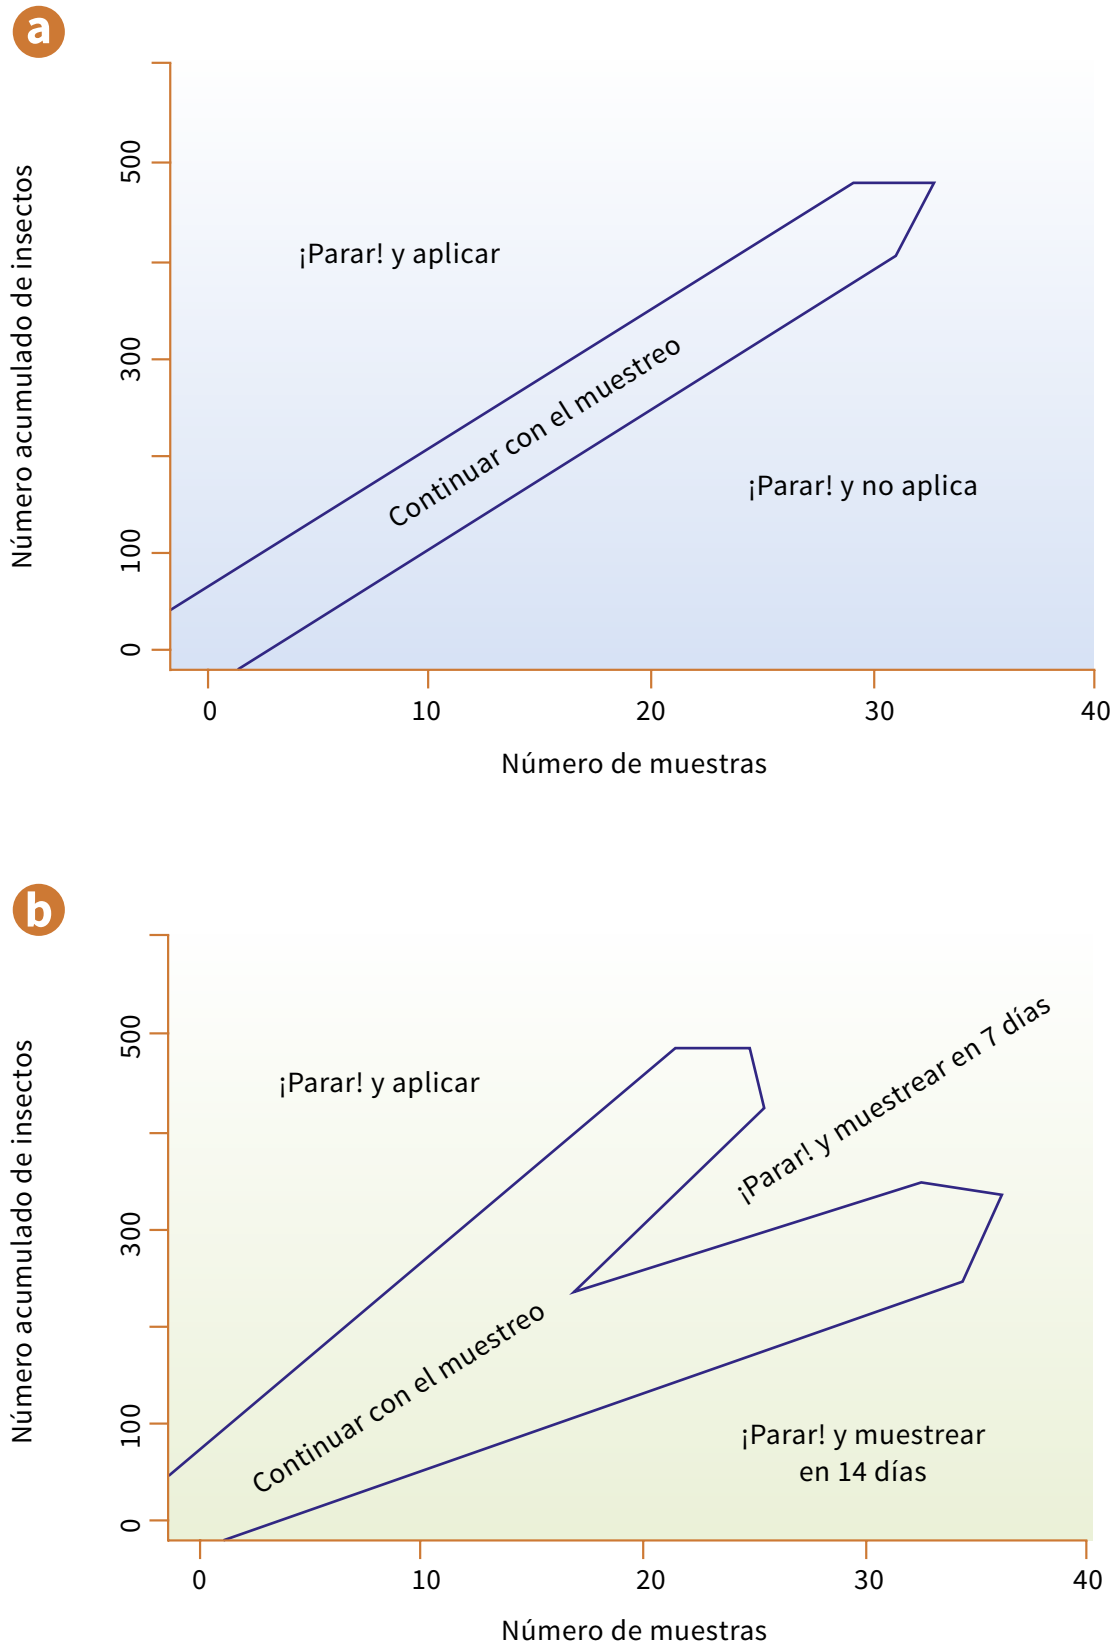 a
Número acumulado de insectos
500
300
100
0
¡Parar! y aplicar
Continuar con el muestreo
¡Parar! y no aplica
0 10 20 30 40
Número de muestras
b
Número acumulado de insectos
500
300
100
0
¡Parar! y aplicar
¡Parar! y muestrear en 7 días
Continuar con el muestreo
¡Parar! y muestrear
en 14 días
0 10 20 30 40
Número de muestras